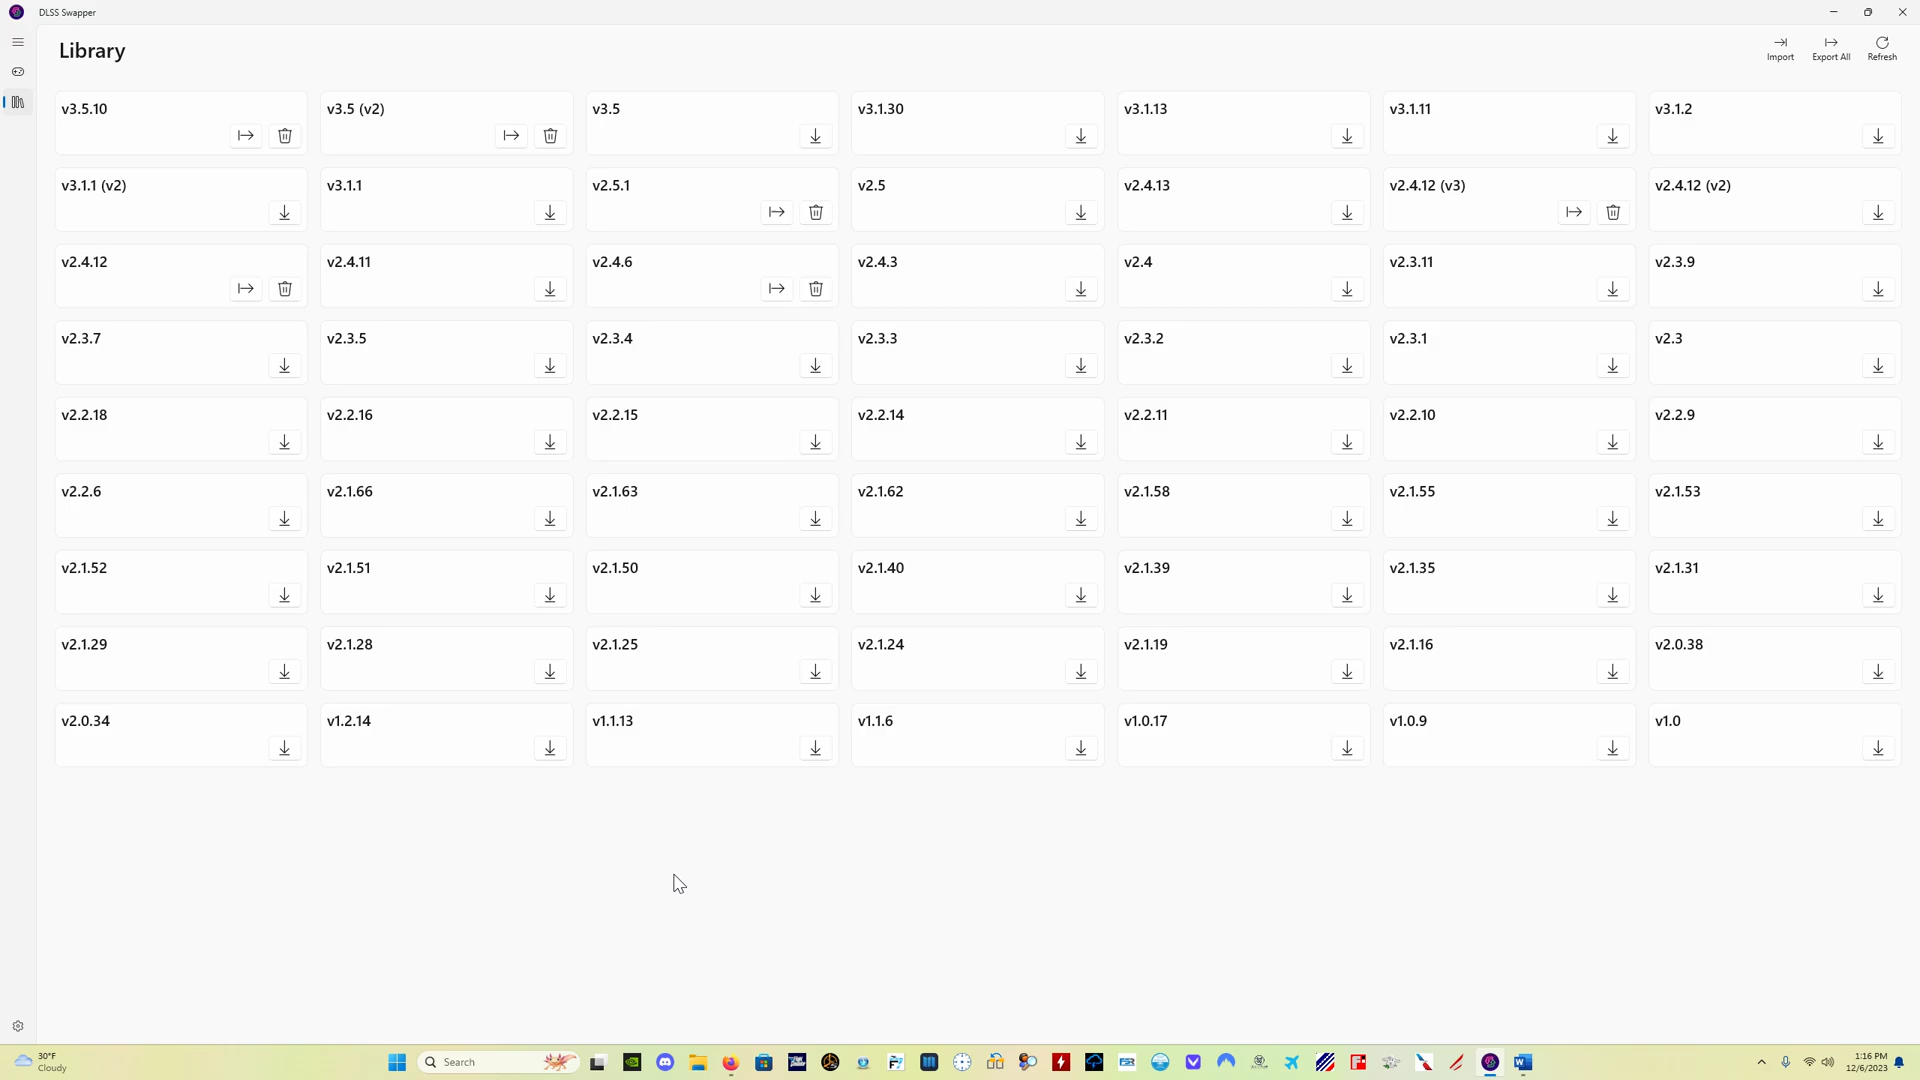 DLSS Swapper
Library
Import
Export All
Refresh
v3.5.10
v3.5 (v2)
v3.5
v3.1.30
v3.1.13
v3.1.11
v3.1.2
v3.1.1 (v2)
v3.1.1
v2.5.1
v2.5
v2.4.13
v2.4.12 (v3)
v2.4.12 (v2)
v2.4.12
v2.4.11
v2.4.6
v2.4.3
v2.4
v2.3.11
v2.3.9
v2.3.7
v2.3.5
v2.3.4
v2.3.3
v2.3.2
v2.3.1
v2.3
v2.2.18
v2.2.16
v2.2.15
v2.2.14
v2.2.11
v2.2.10
v2.2.9
v2.2.6
v2.1.66
v2.1.63
v2.1.62
v2.1.58
v2.1.55
v2.1.53
v2.1.52
v2.1.51
v2.1.50
v2.1.40
v2.1.39
v2.1.35
v2.1.31
v2.1.29
v2.1.28
v2.1.25
v2.1.24
v2.1.19
v2.1.16
v2.0.38
v2.0.34
v1.2.14
v1.1.13
v1.1.6
v1.0.17
v1.0.9
v1.0
30°F
Cloudy
Search
1:16 PM
12/6/2023